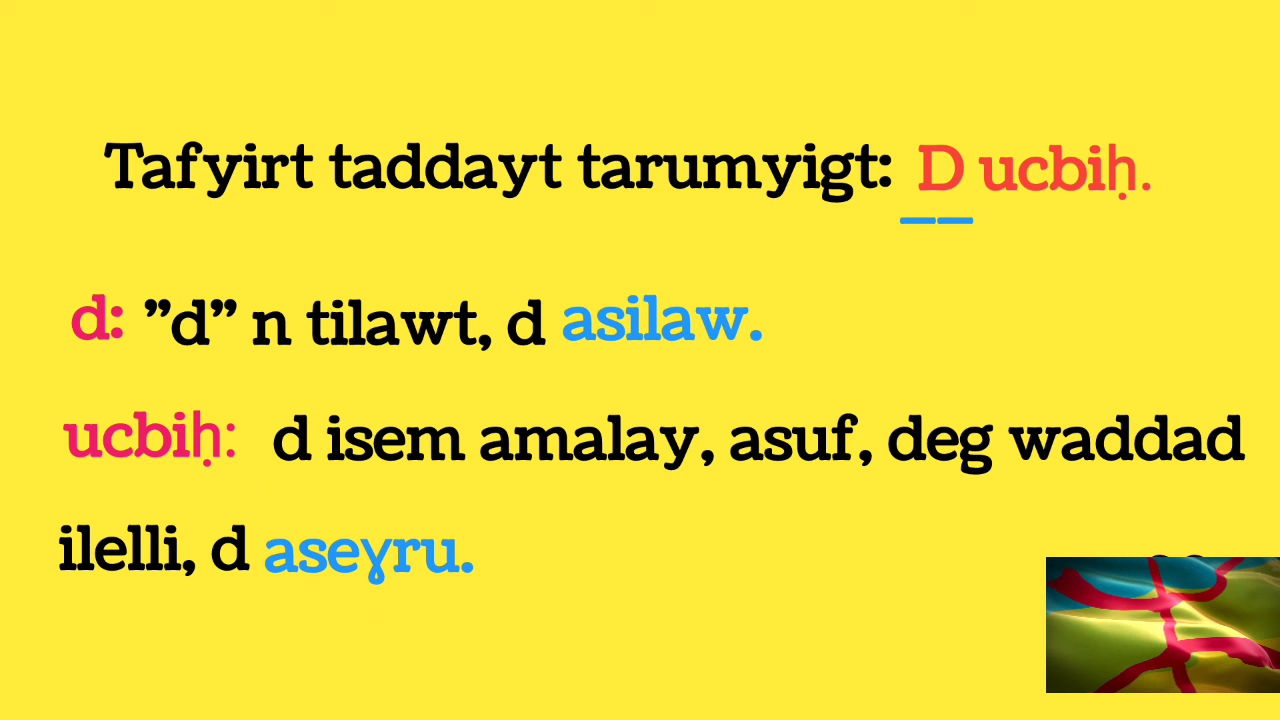 Tafyirt taddayt tarumyigt: D ucbiḥ.
d: ”d” n tilawt, d asilaw.
ucbiḥ: d isem amalay, asuf, deg waddad
ilelli, d aseɣru.